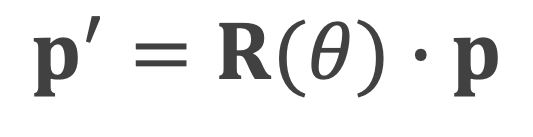 𝐩′ = 𝐑(𝜃) · 𝐩